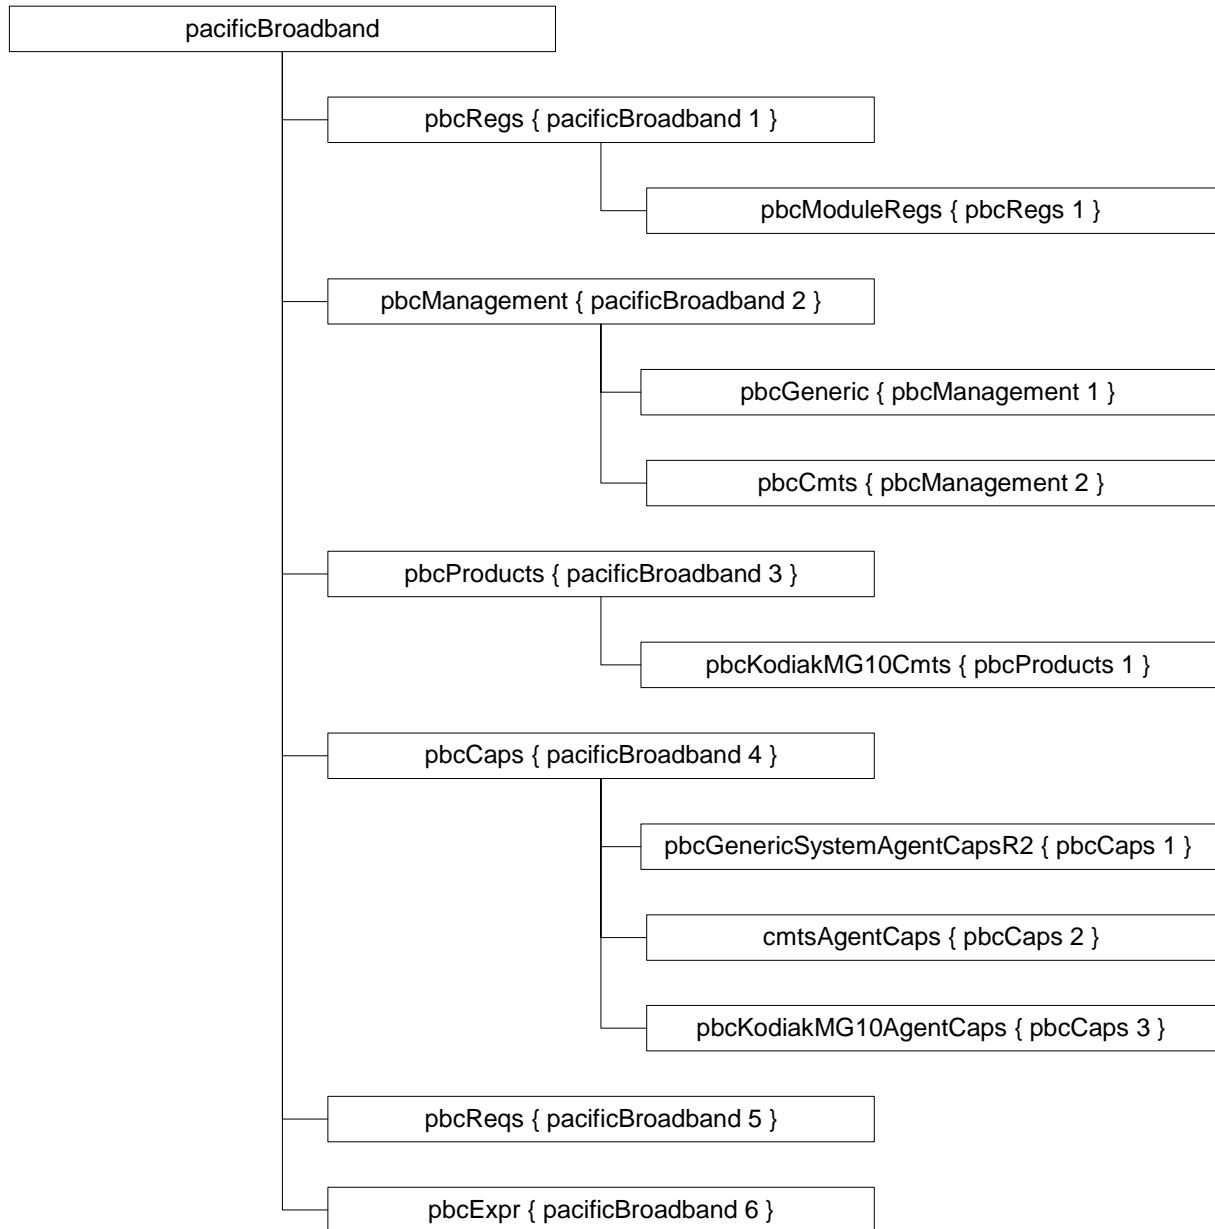 pacificBroadband
pbcRegs { pacificBroadband 1 }
pbcModuleRegs { pbcRegs 1 }
pbcManagement { pacificBroadband 2 }
pbcGeneric { pbcManagement 1 }
pbcCmts { pbcManagement 2 }
pbcProducts { pacificBroadband 3 }
pbcKodiakMG10Cmts { pbcProducts 1 }
pbcCaps { pacificBroadband 4 }
pbcGenericSystemAgentCapsR2 { pbcCaps 1 }
cmtsAgentCaps { pbcCaps 2 }
pbcKodiakMG10AgentCaps { pbcCaps 3 }
pbcReqs { pacificBroadband 5 }
pbcExpr { pacificBroadband 6 }